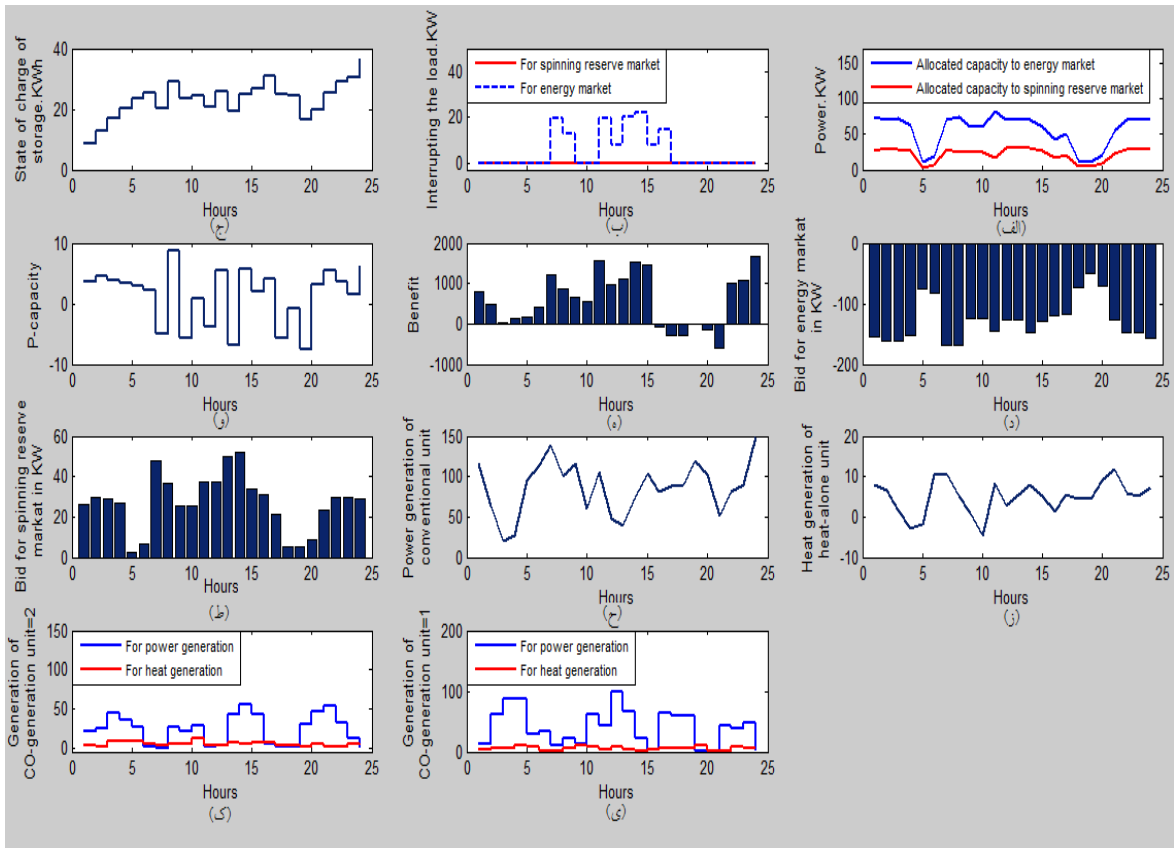 State of charge of
storage.KWh
40
20
0
0 5 10 15 20 25
Hours
(ج)
Interrupting the load.KW
40
20
0
For spinning reserve market
For energy market
0 5 10 15 20 25
Hours
(ب)
Power.KW
150
100
50
0
Allocated capacity to energy market
Allocated capacity to spinning reserve market
0 5 10 15 20 25
Hours
(الف)
P-capacity
10
0
-10
0 5 10 15 20 25
Hours
(و)
Benefit
2000
1000
0
-1000
0 5 10 15 20 25
Hours
(ه)
Bid for energy markat
in KW
0
-100
-200
0 5 10 15 20 25
Hours
(د)
Bid for spinning reserve
markat in KW
60
40
20
0
0 5 10 15 20 25
Hours
(ط)
Power generation of
conventional unit
150
100
50
0
0 5 10 15 20 25
Hours
(ح)
Heat generation of
heat-alone unit
20
10
0
-10
0 5 10 15 20 25
Hours
(ز)
Generation of
CO-generation unit=2
150
100
50
0
For power generation
For heat generation
0 5 10 15 20 25
Hours
(ک)
Generation of
CO-generation unit=1
200
100
0
For power generation
For heat generation
0 5 10 15 20 25
Hours
(ی)